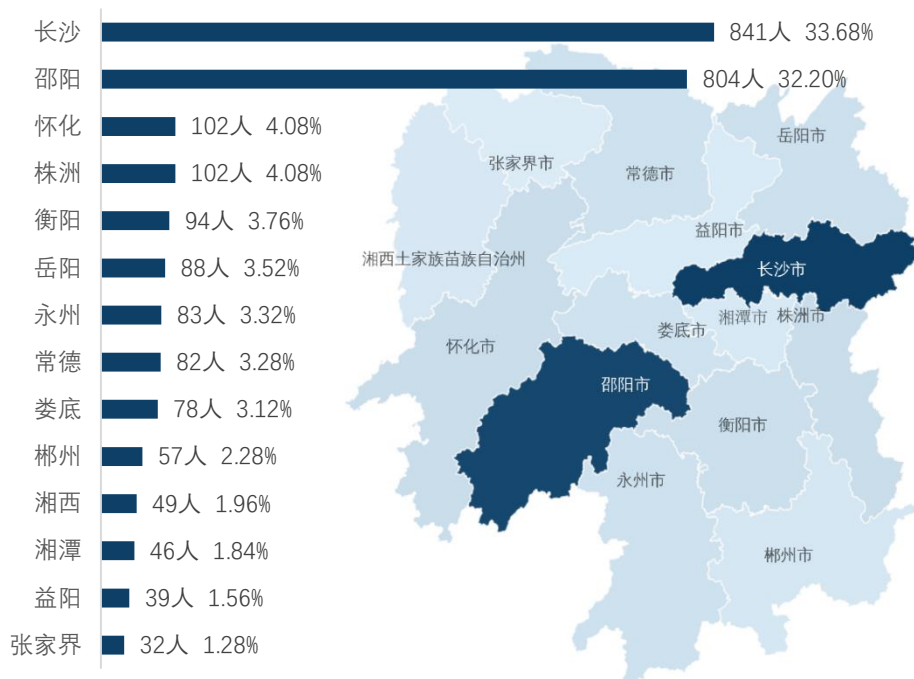 长沙 841人 33.68%
邵阳 804人 32.20%
怀化 102人 4.08%
株洲 102人 4.08%
衡阳 94人 3.76%
岳阳 88人 3.52%
永州 83人 3.32%
常德 82人 3.28%
娄底 78人 3.12%
郴州 57人 2.28%
湘西 49人 1.96%
湘潭 46人 1.84%
益阳 39人 1.56%
张家界 32人 1.28%
岳阳市
张家界市
常德市
益阳市
湘西土家族苗族自治州
长沙市
湘潭市
株洲市
娄底市
怀化市
邵阳市
衡阳市
永州市
郴州市